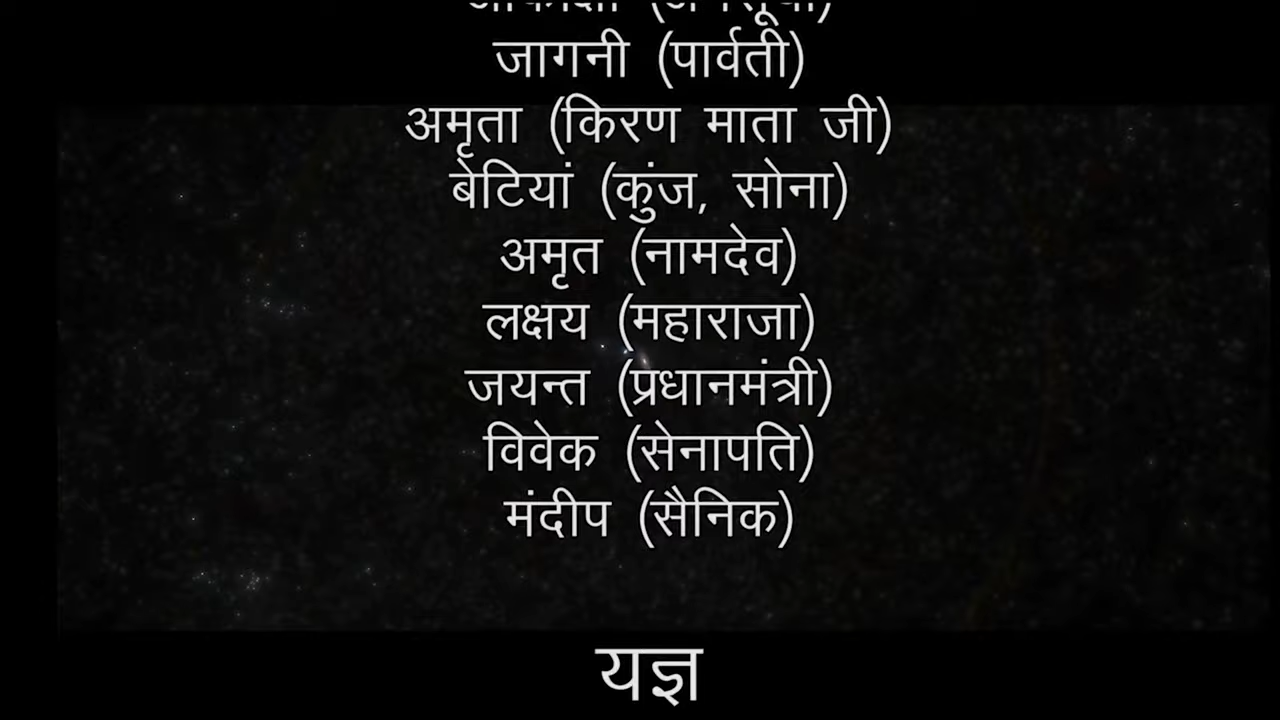 जागनी (पार्वती)
अमृता (किरण माता जी)
बेटियां (कुंज, सोना)
अमृत (नामदेव)
लक्षय (महाराजा)
जयन्त (प्रधानमंत्री)
विवेक (सेनापति)
मंदीप (सैनिक)
यज्ञ